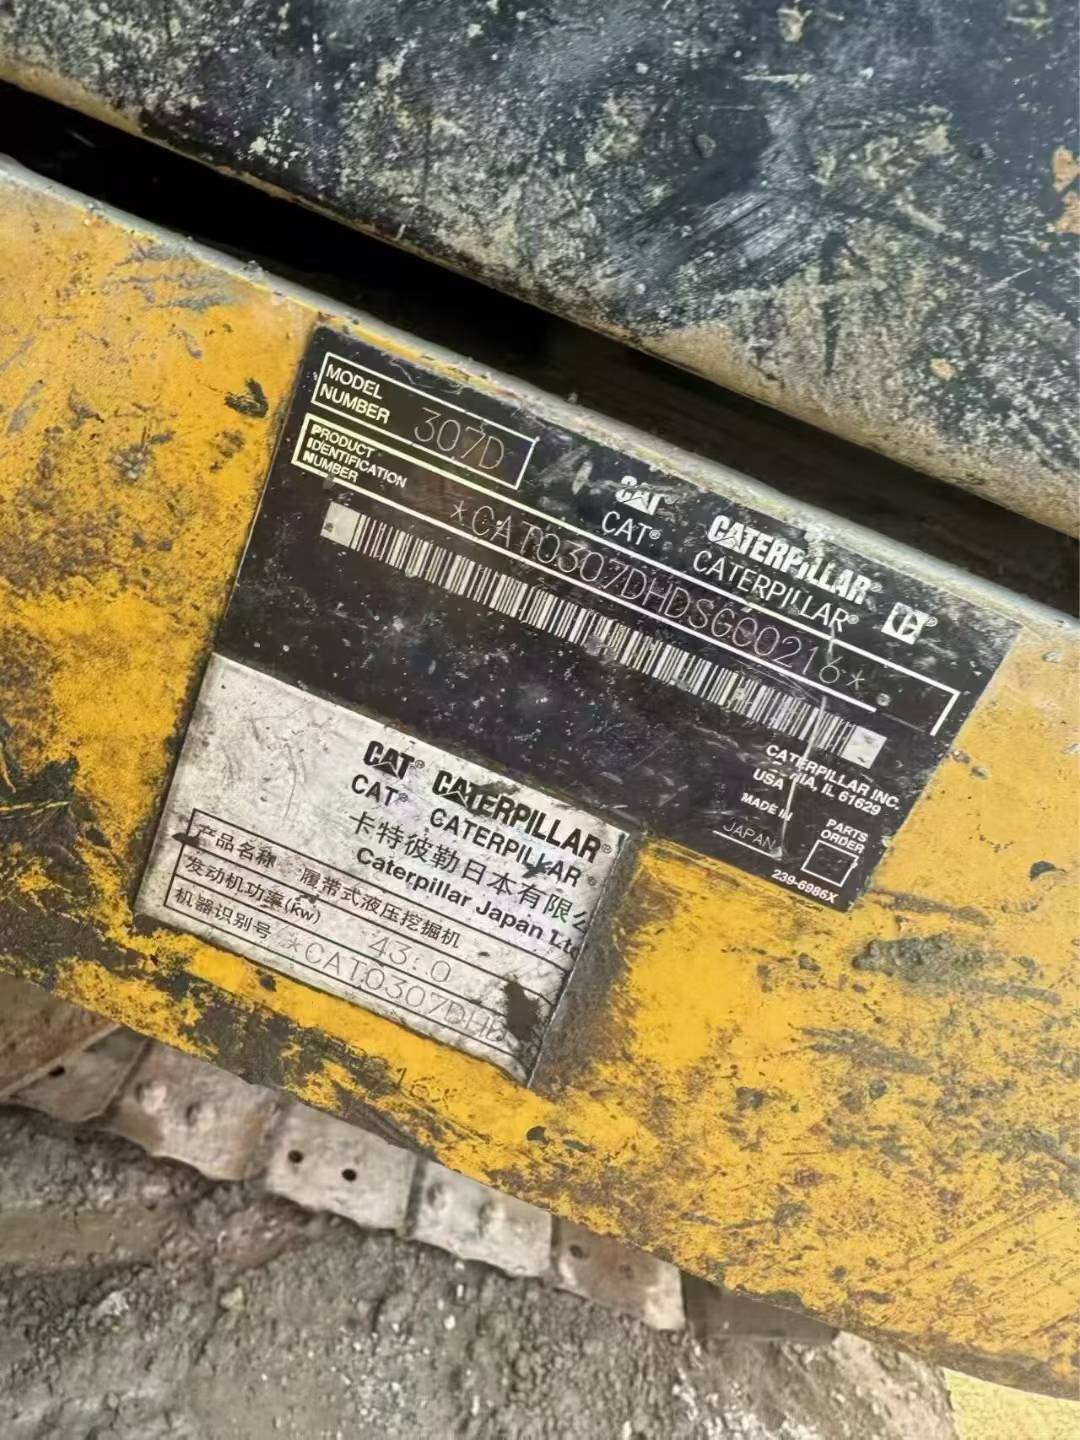 MODEL
NUMBER
307D
PRODUCT
IDENTIFICATION
NUMBER
*CAT0307DHDSG00216*
CAT® CATERPILLAR®
CAT® CATERPILLAR®
CATERPILLAR INC.
USA IL 61629
MADE IN
JAPAN
PARTS
ORDER
239-6986X
CAT® CATERPILLAR®
CAT® CATERPILLAR®
卡特彼勒日本有限公
Caterpillar Japan Ltd
产品名称 履带式液压挖掘机
发动机功率(kw) 43.0
机器识别号 *CAT0307DHD